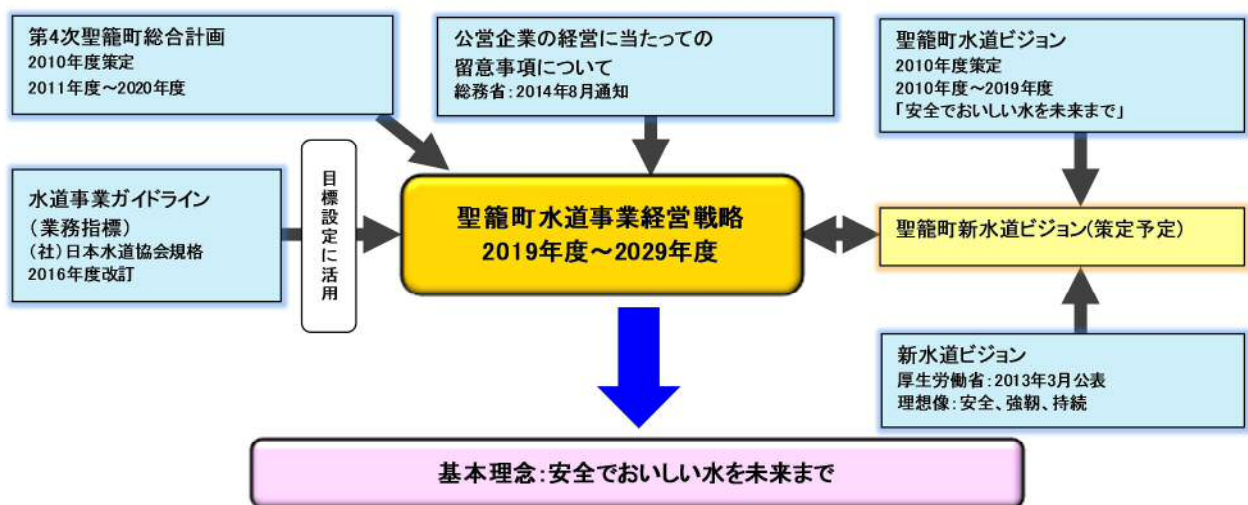 第4次聖籠町総合計画
2010年度策定
2011年度～2020年度
公営企業の経営に当たっての
留意事項について
総務省：2014年8月通知
聖籠町水道ビジョン
2010年度策定
2010年度～2019年度
「安全でおいしい水を未来まで」
水道事業ガイドライン
（業務指標）
（社）日本水道協会規格
2016年度改訂
目標設定に活用
聖籠町水道事業経営戦略
2019年度～2029年度
聖籠町新水道ビジョン(策定予定)
新水道ビジョン
厚生労働省：2013年3月公表
理想像：安全、強靭、持続
基本理念：安全でおいしい水を未来まで